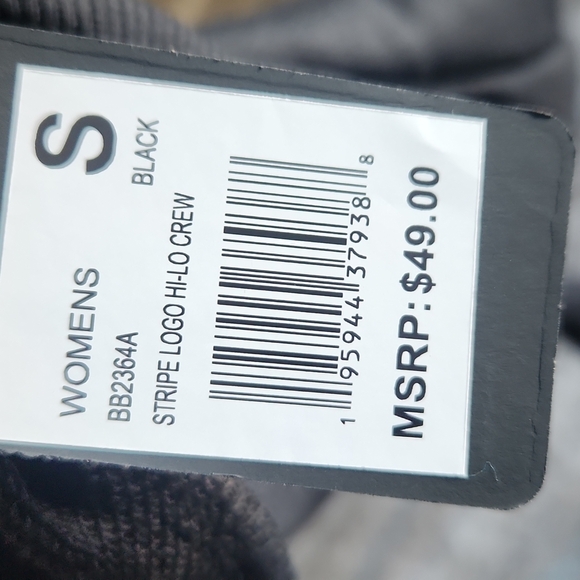 WOMENS S
BB2364A BLACK
STRIPE LOGO HI-LO CREW
1 95944 37938 8
MSRP: $49.00